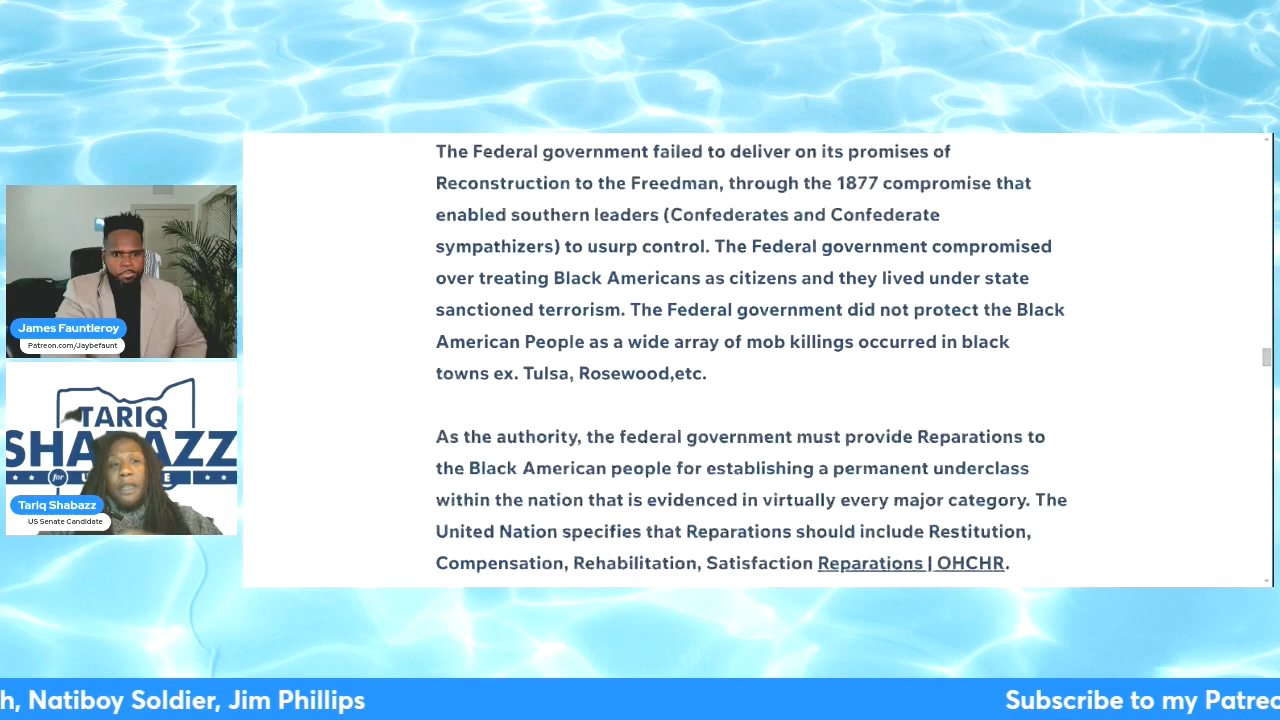 The Federal government failed to deliver on its promises of
Reconstruction to the Freedman, through the 1877 compromise that
enabled southern leaders (Confederates and Confederate
sympathizers) to usurp control. The Federal government compromised
over treating Black Americans as citizens and they lived under state
sanctioned terrorism. The Federal government did not protect the Black
American People as a wide array of mob killings occurred in black
towns ex. Tulsa, Rosewood,etc.
As the authority, the federal government must provide Reparations to
the Black American people for establishing a permanent underclass
within the nation that is evidenced in virtually every major category. The
United Nation specifies that Reparations should include Restitution,
Compensation, Rehabilitation, Satisfaction Reparations | OHCHR.
James Fauntleroy
Patreon.com/Jaybefaunt
TARIQ
for
Tariq Shabazz
US Senate Candidate
h, Natiboy Soldier, Jim Phillips
Subscribe to my Patreo